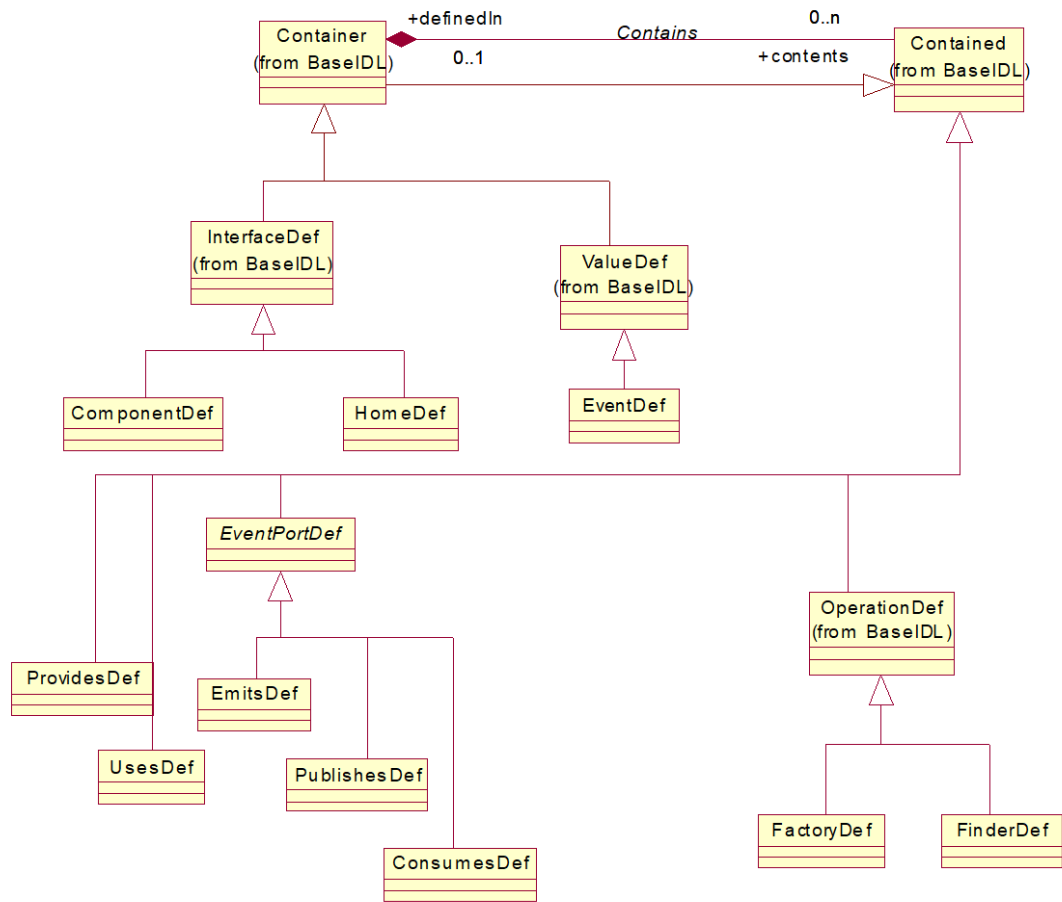 +definedIn
0..n
Container
(from BaseIDL)
Contains
Contained
(from BaseIDL)
0..1
+contents
InterfaceDef
(from BaseIDL)
ValueDef
(from BaseIDL)
ComponentDef
HomeDef
EventDef
EventPortDef
OperationDef
(from BaseIDL)
ProvidesDef
EmitsDef
UsesDef
PublishesDef
FactoryDef
FinderDef
ConsumesDef